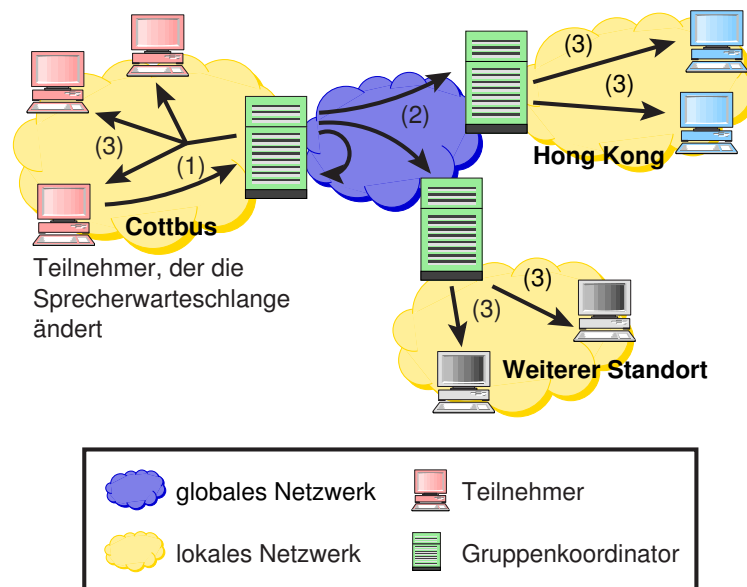 (3)
(3)
(2)
(3)
(1)
Hong Kong
Cottbus
Teilnehmer, der die
Sprecherwarteschlange
ändert
(3)
(3)
Weiterer Standort
globales Netzwerk
Teilnehmer
lokales Netzwerk
Gruppenkoordinator